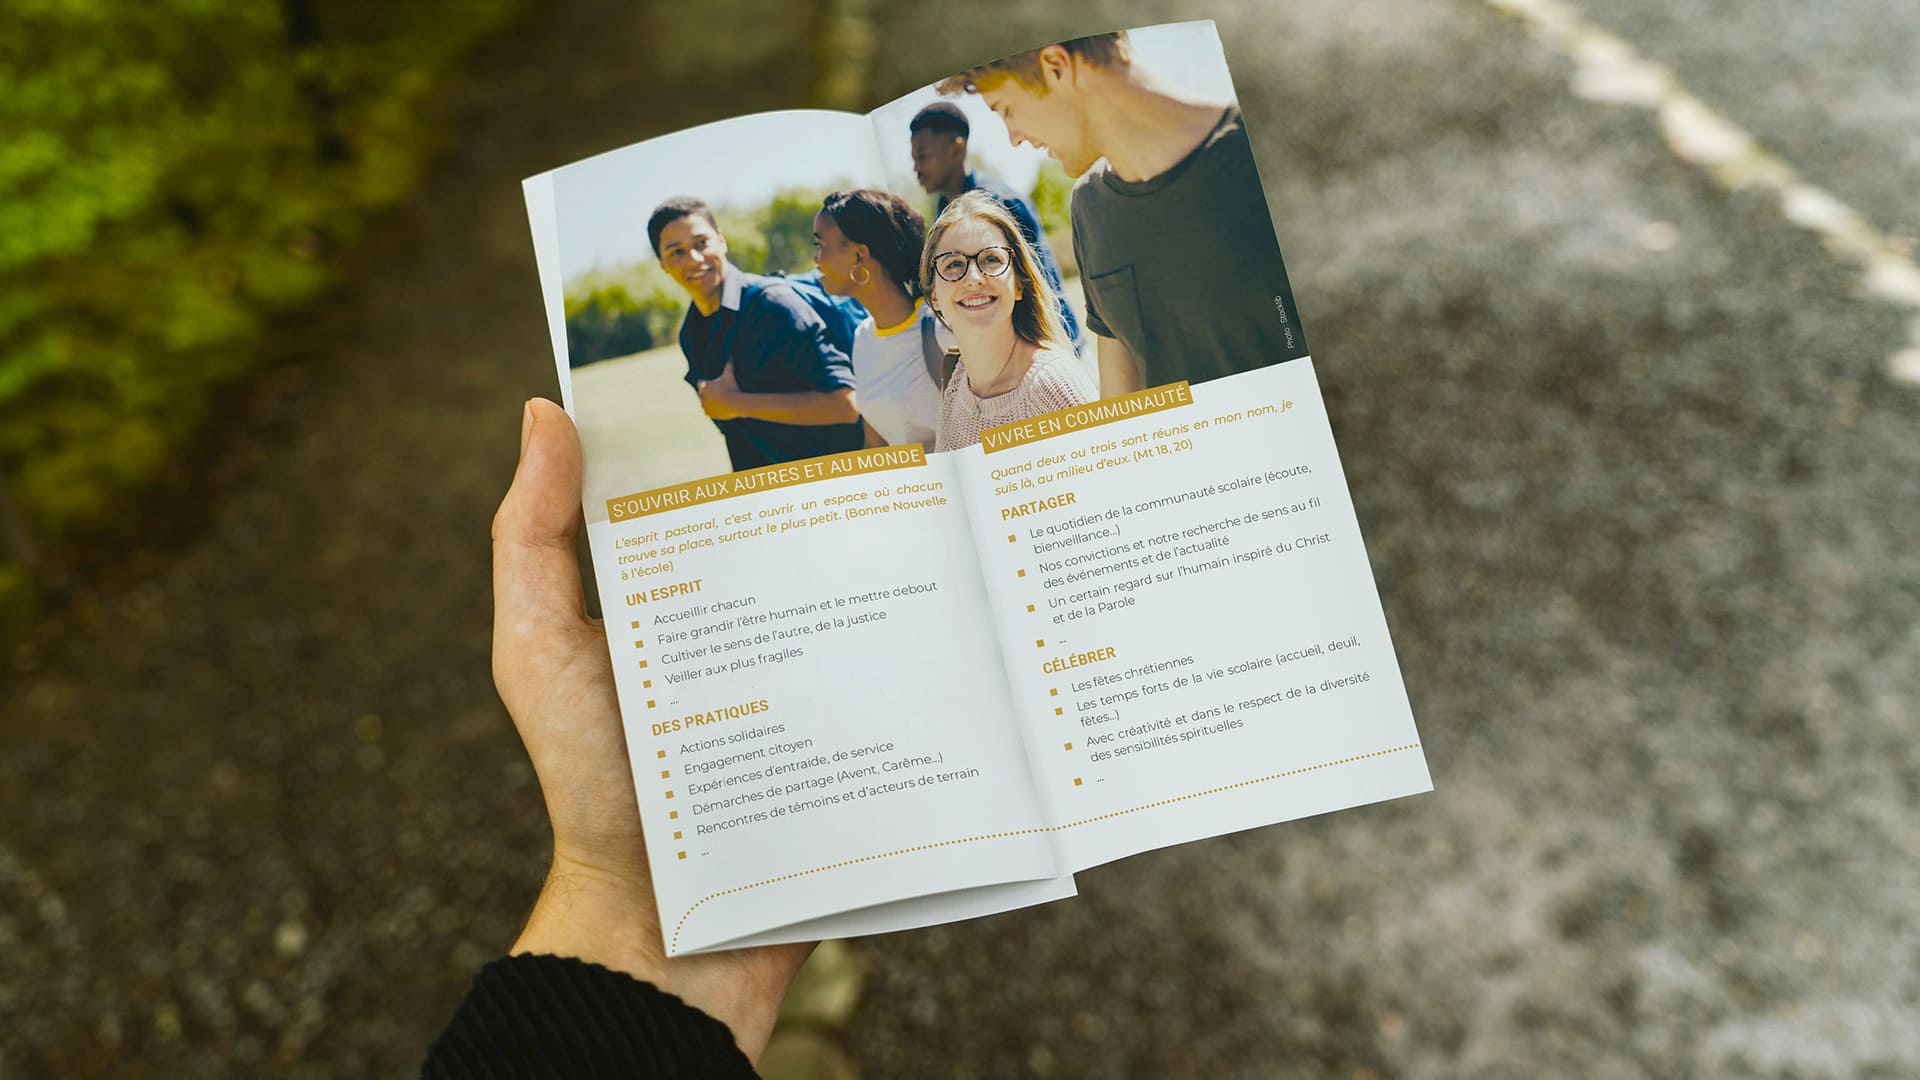 S'OUVRIR AUX AUTRES ET AU MONDE
L'esprit pastoral, c'est ouvrir un espace où chacun
trouve sa place, surtout le plus petit. (Bonne Nouvelle
à l'école)
UN ESPRIT
Accueillir chacun
Faire grandir l'être humain et le mettre debout
Cultiver le sens de l'autre, de la justice
Veiller aux plus fragiles
...
DES PRATIQUES
Actions solidaires
Engagement citoyen
Expériences d'entraide, de service
Démarches de partage (Avent, Carême...)
Rencontres de témoins et d'acteurs de terrain
...
Photo : Stocklib
VIVRE EN COMMUNAUTÉ
Quand deux ou trois sont réunis en mon nom, je
suis là, au milieu d'eux. (Mt 18, 20)
PARTAGER
Le quotidien de la communauté scolaire (écoute,
bienveillance...)
Nos convictions et notre recherche de sens au fil
des événements et de l'actualité
Un certain regard sur l'humain inspiré du Christ
et de la Parole
...
CÉLÉBRER
Les fêtes chrétiennes
Les temps forts de la vie scolaire (accueil, deuil,
fêtes...)
Avec créativité et dans le respect de la diversité
des sensibilités spirituelles
...